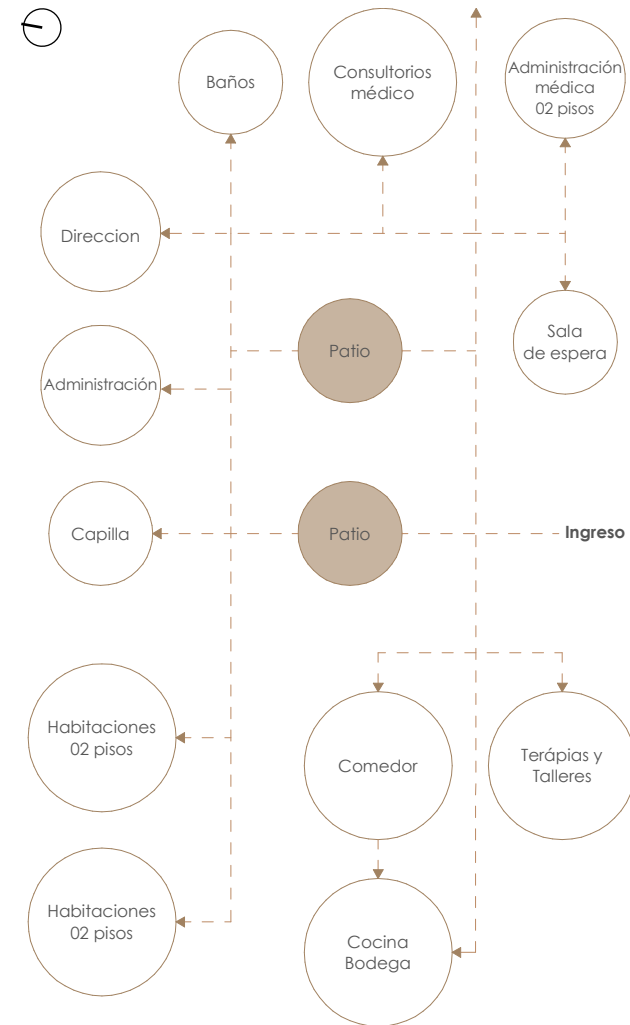 Baños
Consultorios
médico
Administración
médica
02 pisos
Direccion
Sala
de espera
Patio
Administración
Capilla
Patio
Ingreso
Habitaciones
02 pisos
Comedor
Terápias y
Talleres
Habitaciones
02 pisos
Cocina
Bodega